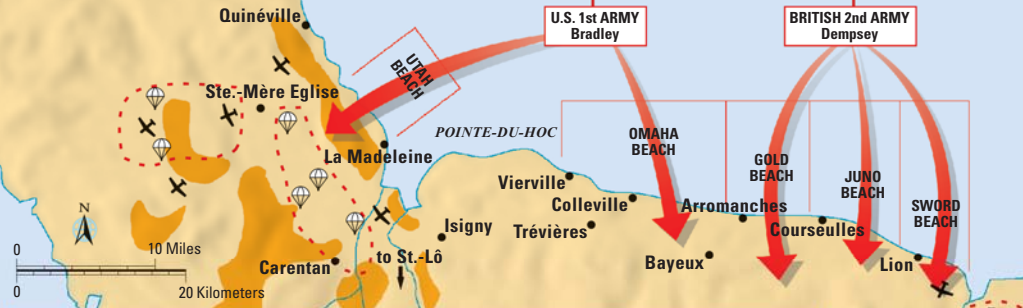 Quinéville
U.S. 1st ARMY
Bradley
BRITISH 2nd ARMY
Dempsey
UTAH
BEACH
Ste.-Mère Eglise
POINTE-DU-HOC
OMAHA
BEACH
La Madeleine
GOLD
BEACH
JUNO
BEACH
SWORD
BEACH
Vierville
Colleville
Arromanches
Trévières
Courseulles
Isigny
N
0
10 Miles
to St.-Lô
Carentan
Bayeux
Lion
0
20 Kilometers